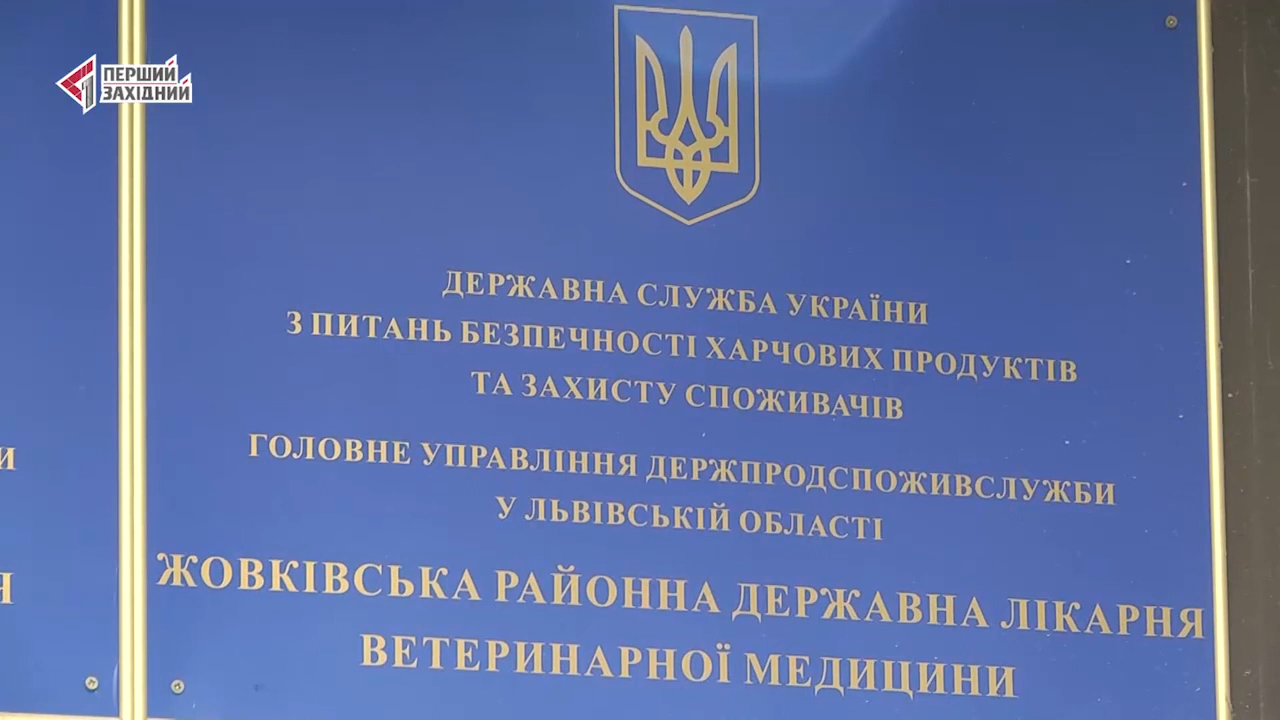 ПЕРШИЙ
ЗАХІДНИЙ
ДЕРЖАВНА СЛУЖБА УКРАЇНИ
З ПИТАНЬ БЕЗПЕЧНОСТІ ХАРЧОВИХ ПРОДУКТІВ
ТА ЗАХИСТУ СПОЖИВАЧІВ
ГОЛОВНЕ УПРАВЛІННЯ ДЕРЖПРОДСПОЖИВСЛУЖБИ
У ЛЬВІВСЬКІЙ ОБЛАСТІ
ЖОВКІВСЬКА РАЙОННА ДЕРЖАВНА ЛІКАРНЯ
ВЕТЕРИНАРНОЇ МЕДИЦИНИ